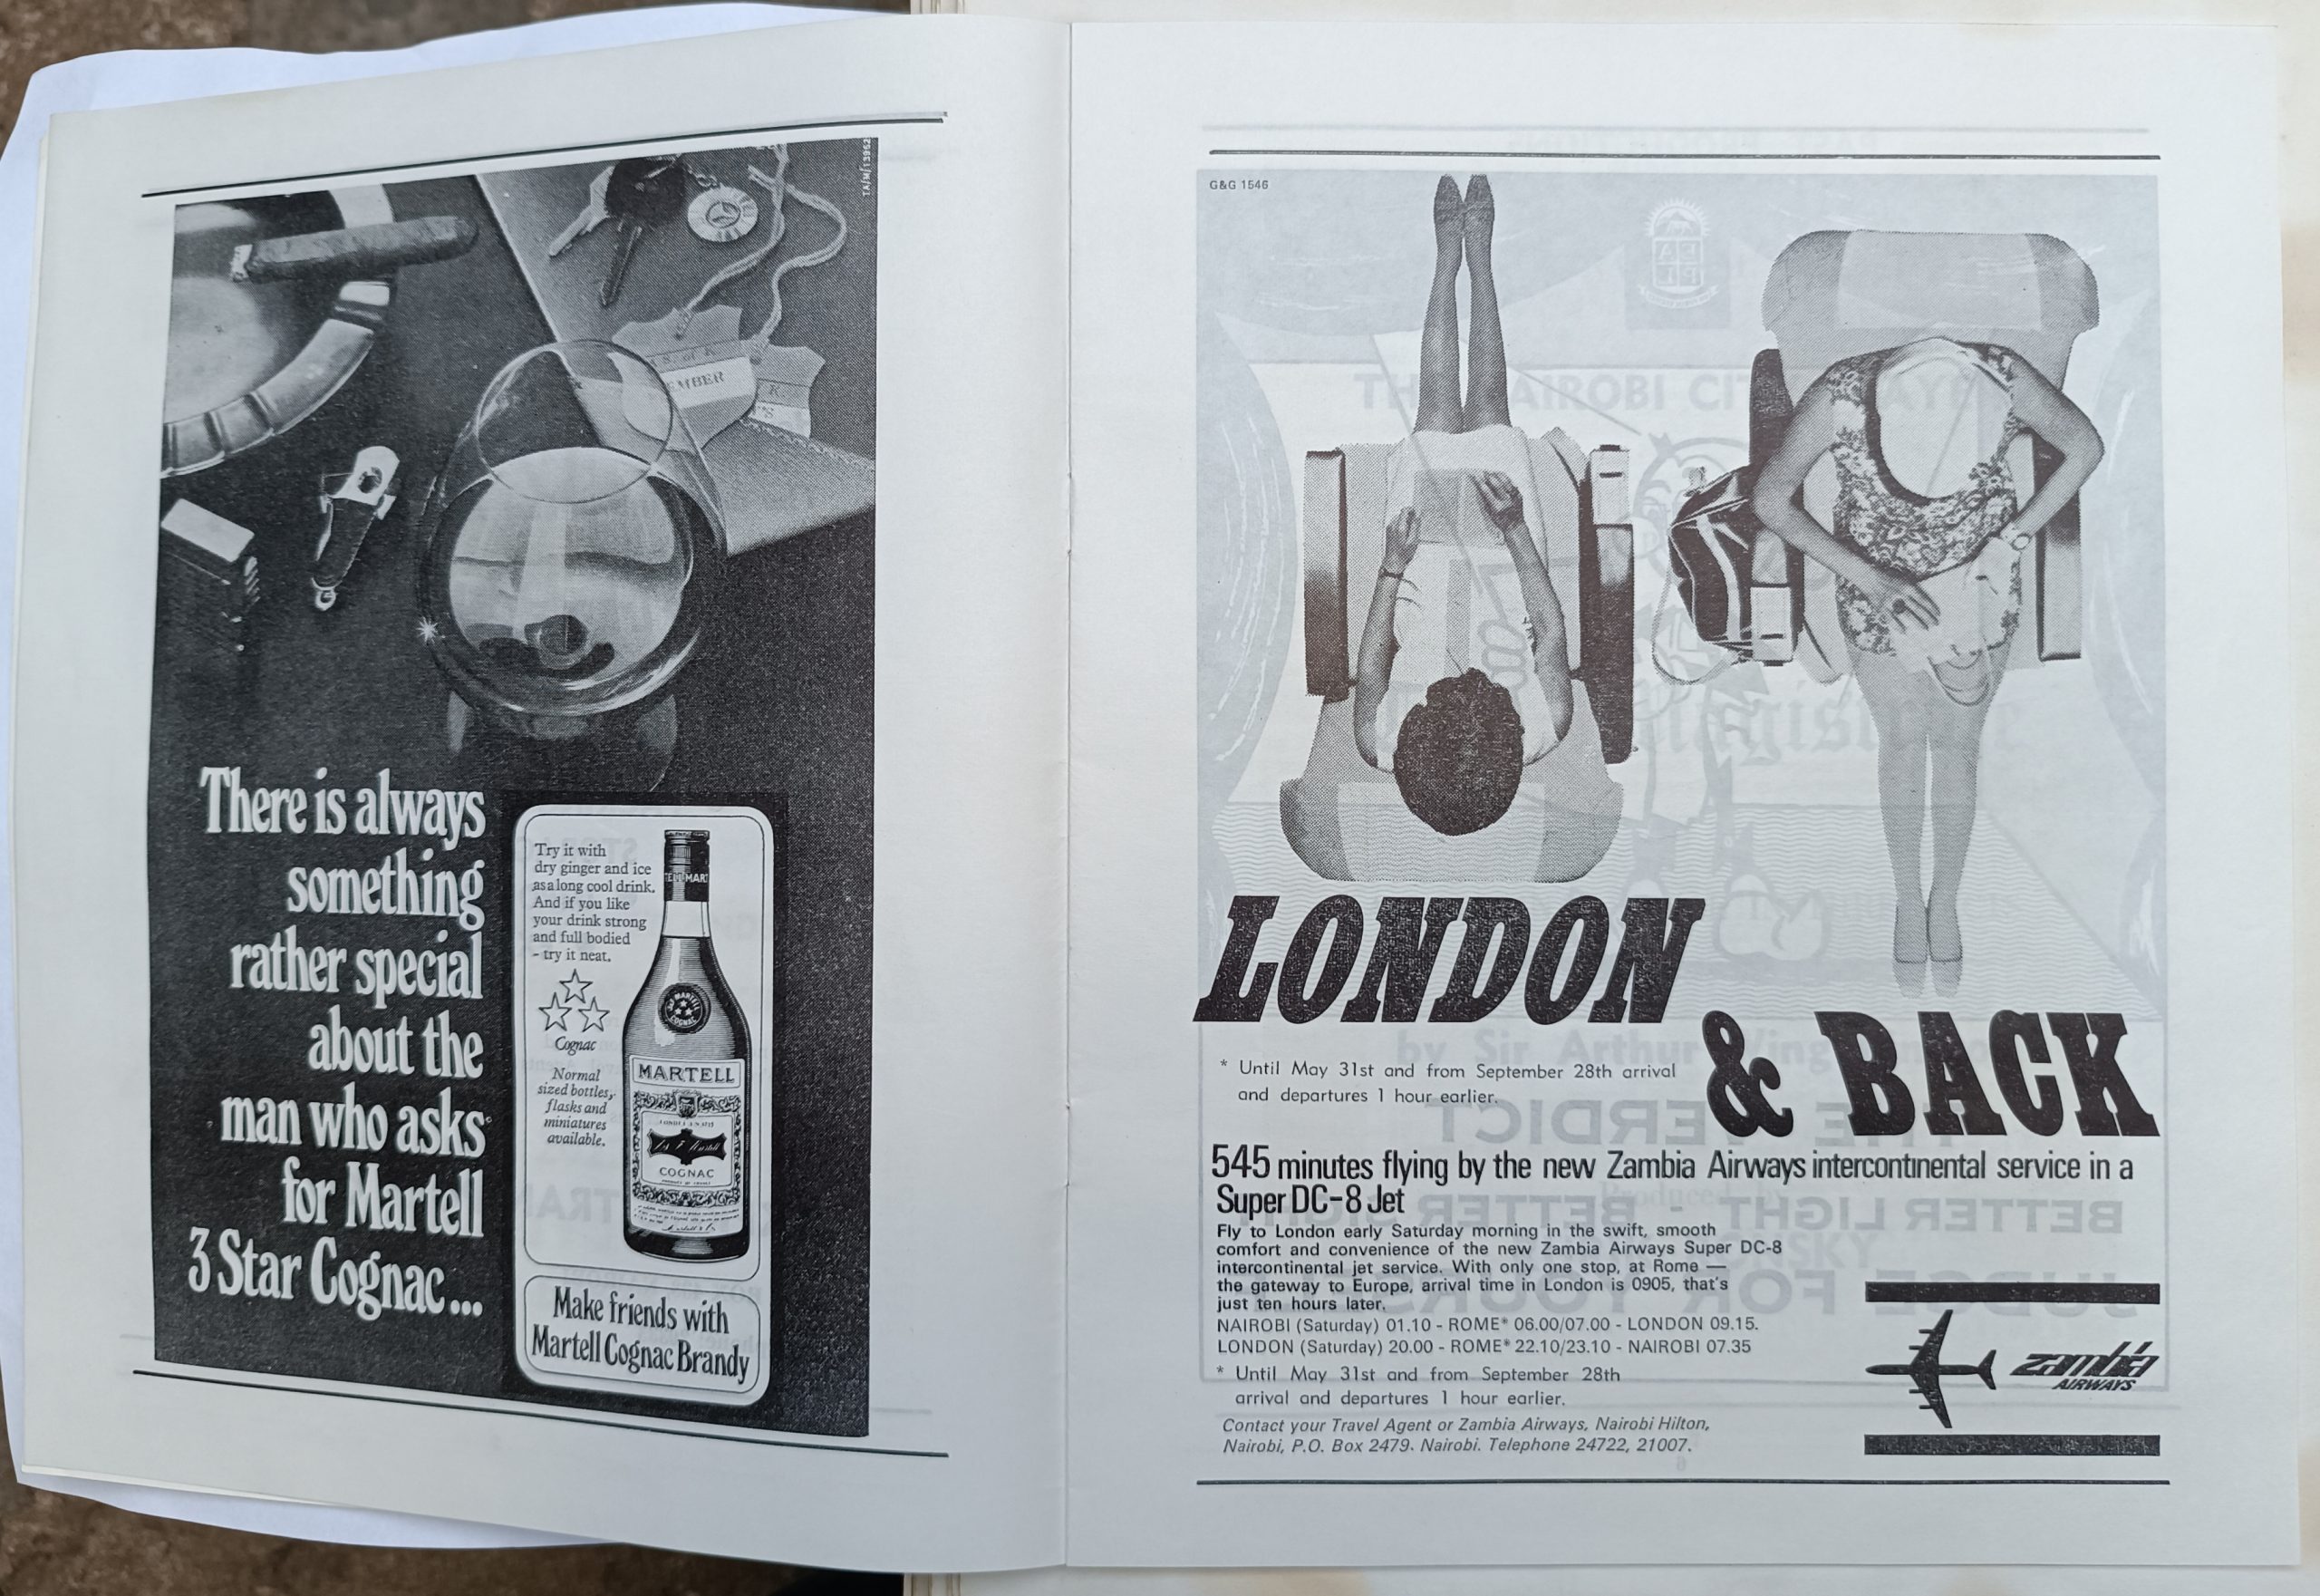 TA/M/13962
EMBER
There is always
something
rather special
about the
man who asks
for Martell
3 Star Cognac...
Try it with
dry ginger and ice
as a long cool drink.
And if you like
your drink strong
and full bodied
- try it neat.
Cognac
Normal
sized bottles,
flasks and
miniatures
available.
MARTELL
COGNAC
Make friends with
Martell Cognac Brandy
G&G 1546
LONDON
& BACK
* Until May 31st and from September 28th arrival
and departures 1 hour earlier.
545 minutes flying by the new Zambia Airways intercontinental service in a
Super DC-8 Jet
Fly to London early Saturday morning in the swift, smooth
comfort and convenience of the new Zambia Airways Super DC-8
intercontinental jet service. With only one stop, at Rome —
the gateway to Europe, arrival time in London is 0905, that's
just ten hours later.
NAIROBI (Saturday) 01.10 - ROME* 06.00/07.00 - LONDON 09.15.
LONDON (Saturday) 20.00 - ROME* 22.10/23.10 - NAIROBI 07.35
* Until May 31st and from September 28th
arrival and departures 1 hour earlier.
Contact your Travel Agent or Zambia Airways, Nairobi Hilton,
Nairobi, P.O. Box 2479. Nairobi. Telephone 24722, 21007.
zambia
AIRWAYS